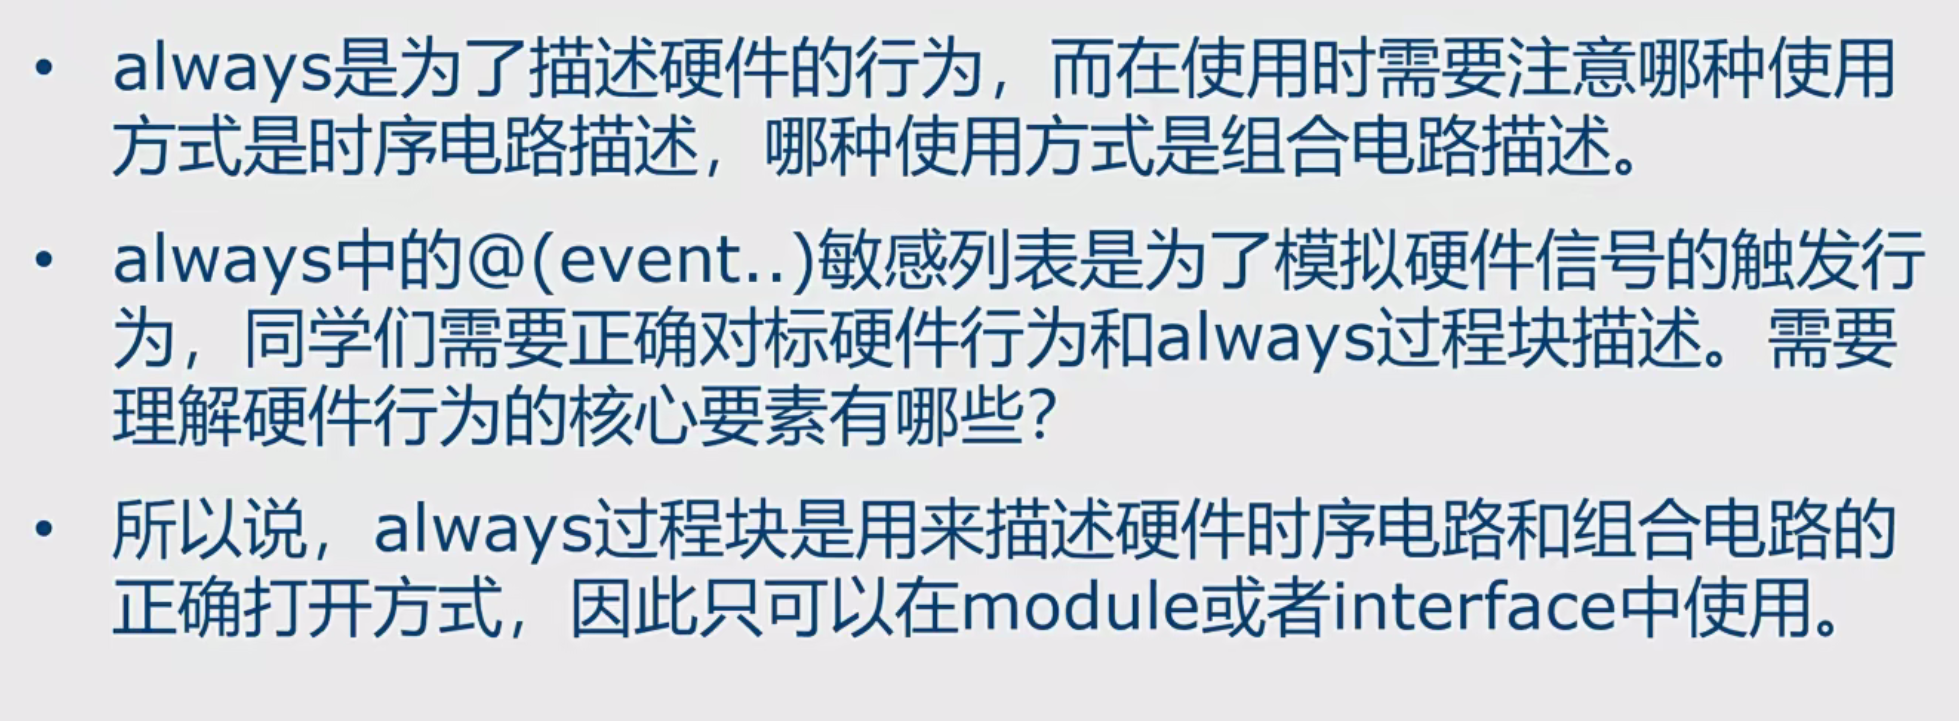 • always是为了描述硬件的行为，而在使用时需要注意哪种使用
方式是时序电路描述，哪种使用方式是组合电路描述。
• always中的@(event..)敏感列表是为了模拟硬件信号的触发行
为，同学们需要正确对标硬件行为和always过程块描述。需要
理解硬件行为的核心要素有哪些？
• 所以说，always过程块是用来描述硬件时序电路和组合电路的
正确打开方式，因此只可以在module或者interface中使用。